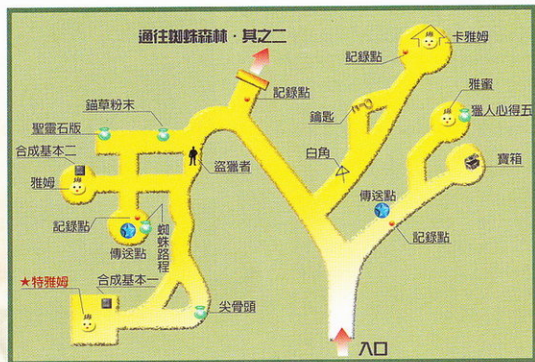 通往蜘蛛森林・其之二
卡雅姆
記錄點
記錄點
雅蜜
鑰匙
獵人心得五
錨草粉末
聖靈石版
合成基本二
白角
寶箱
盜獵者
雅姆
傳送點
記錄點
記錄點
蜘蛛路程
傳送點
合成基本一
★特雅姆
尖骨頭
入口